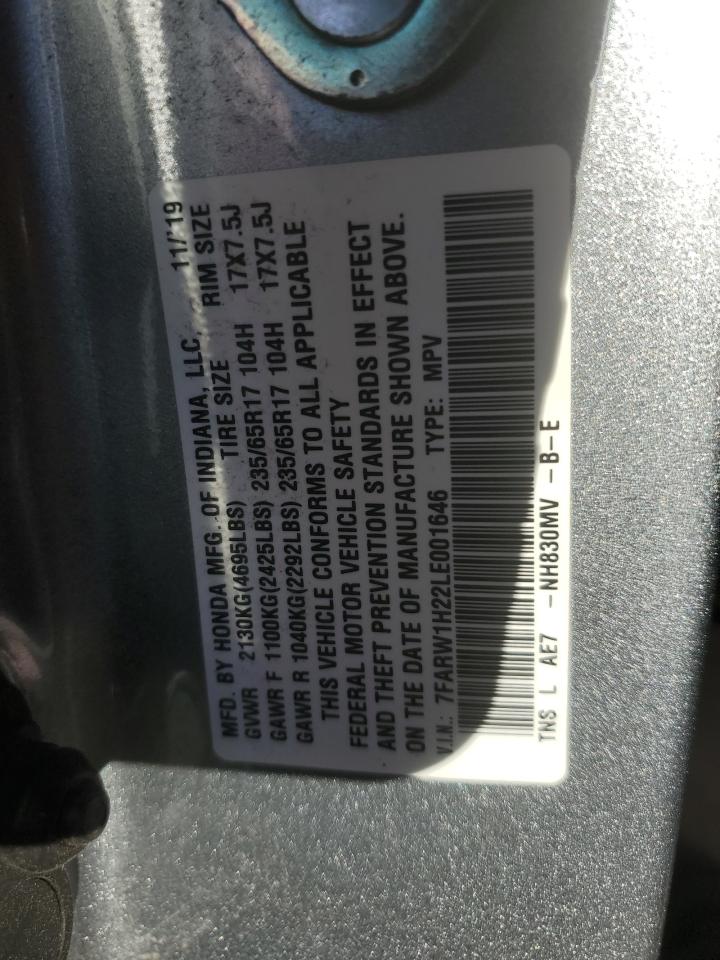 MFD. BY HONDA MFG. OF INDIANA, LLC. 11/'19
GVWR 2130KG(4695LBS) TIRE SIZE RIM SIZE
GAWR F 1100KG(2425LBS) 235/65R17 104H 17X7.5J
GAWR R 1040KG(2292LBS) 235/65R17 104H 17X7.5J
THIS VEHICLE CONFORMS TO ALL APPLICABLE
FEDERAL MOTOR VEHICLE SAFETY
AND THEFT PREVENTION STANDARDS IN EFFECT
ON THE DATE OF MANUFACTURE SHOWN ABOVE.
V.I.N.: 7FARW1H22LE001646 TYPE: MPV
TNS L AE7 -NH830MV -B-E